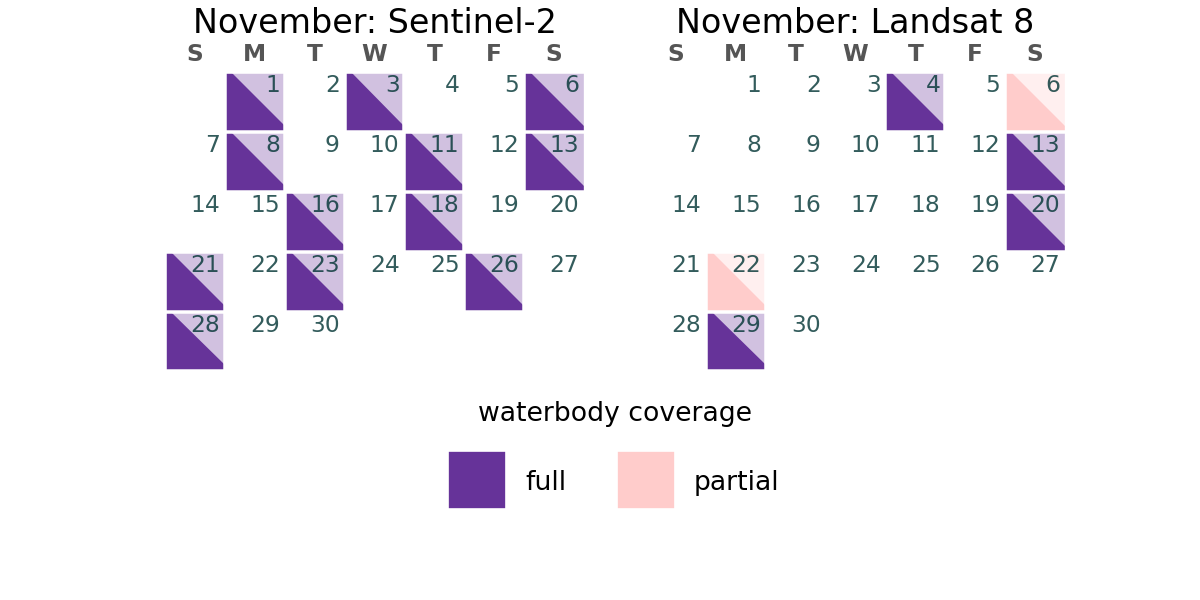 November: Sentinel-2
S M T W T F S
1 2 3 4 5 6
7 8 9 10 11 12 13
14 15 16 17 18 19 20
21 22 23 24 25 26 27
28 29 30
November: Landsat 8
S M T W T F S
1 2 3 4 5 6
7 8 9 10 11 12 13
14 15 16 17 18 19 20
21 22 23 24 25 26 27
28 29 30
waterbody coverage
full
partial